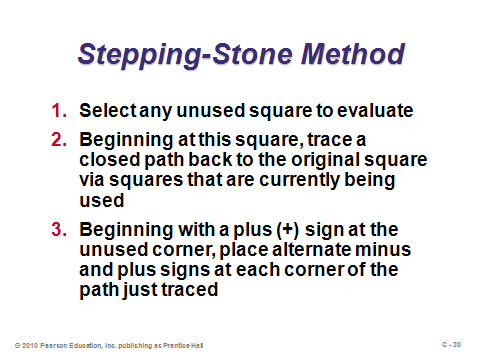 Stepping-Stone Method
1. Select any unused square to evaluate
2. Beginning at this square, trace a
closed path back to the original square
via squares that are currently being
used
3. Beginning with a plus (+) sign at the
unused corner, place alternate minus
and plus signs at each corner of the
path just traced
© 2010 Pearson Education, Inc. publishing as Prentice Hall
C - 20